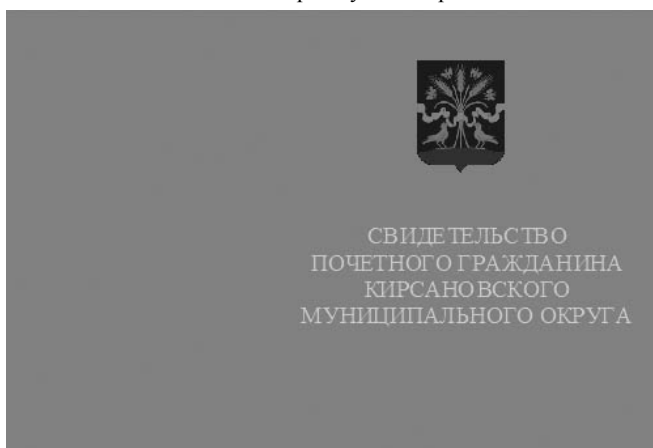 СВИДЕТЕЛЬСТВО
ПОЧЕТНОГО ГРАЖДАНИНА
КИРСАНОВСКОГО
МУНИЦИПАЛЬНОГО ОКРУГА